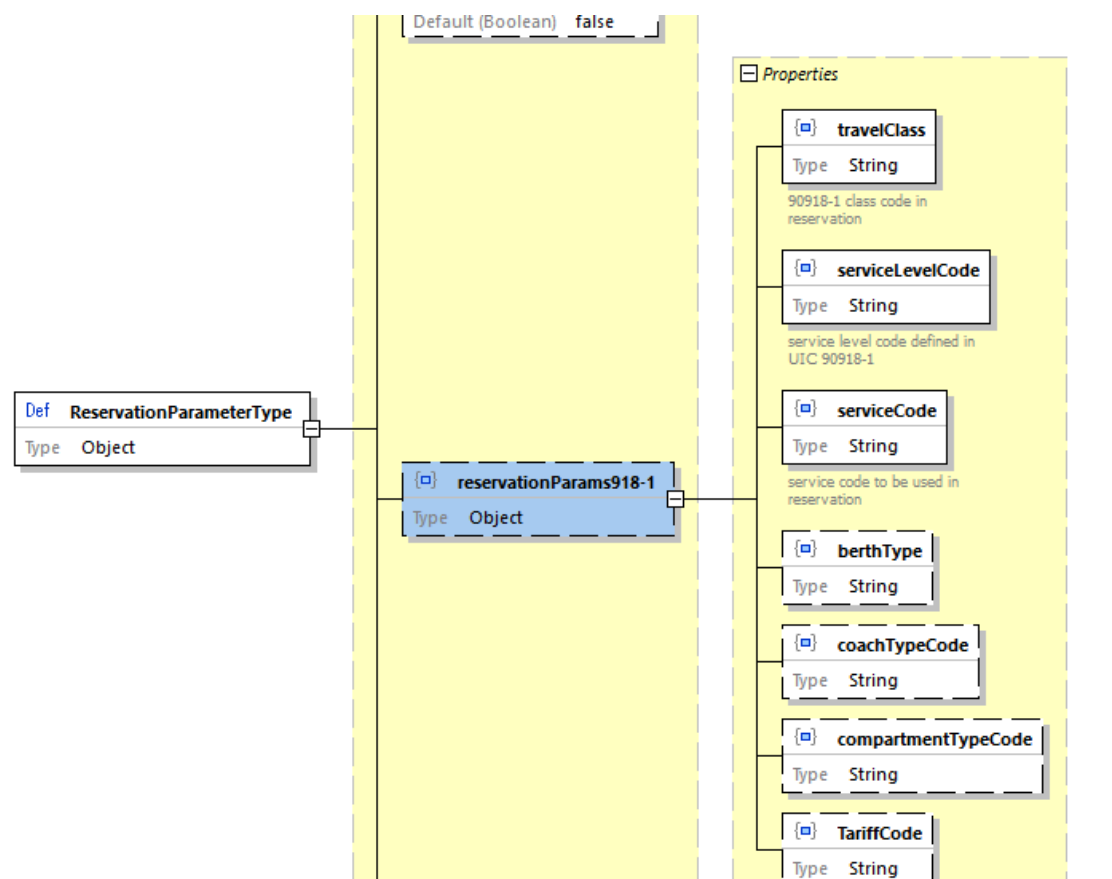 Default (Boolean) false
Properties
travelClass
Type String
90918-1 class code in
reservation
serviceLevelCode
Type String
service level code defined in
UIC 90918-1
Def ReservationParameterType
Type Object
serviceCode
Type String
service code to be used in
reservation
reservationParams918-1
Type Object
berthType
Type String
coachTypeCode
Type String
compartmentTypeCode
Type String
TariffCode
Type String